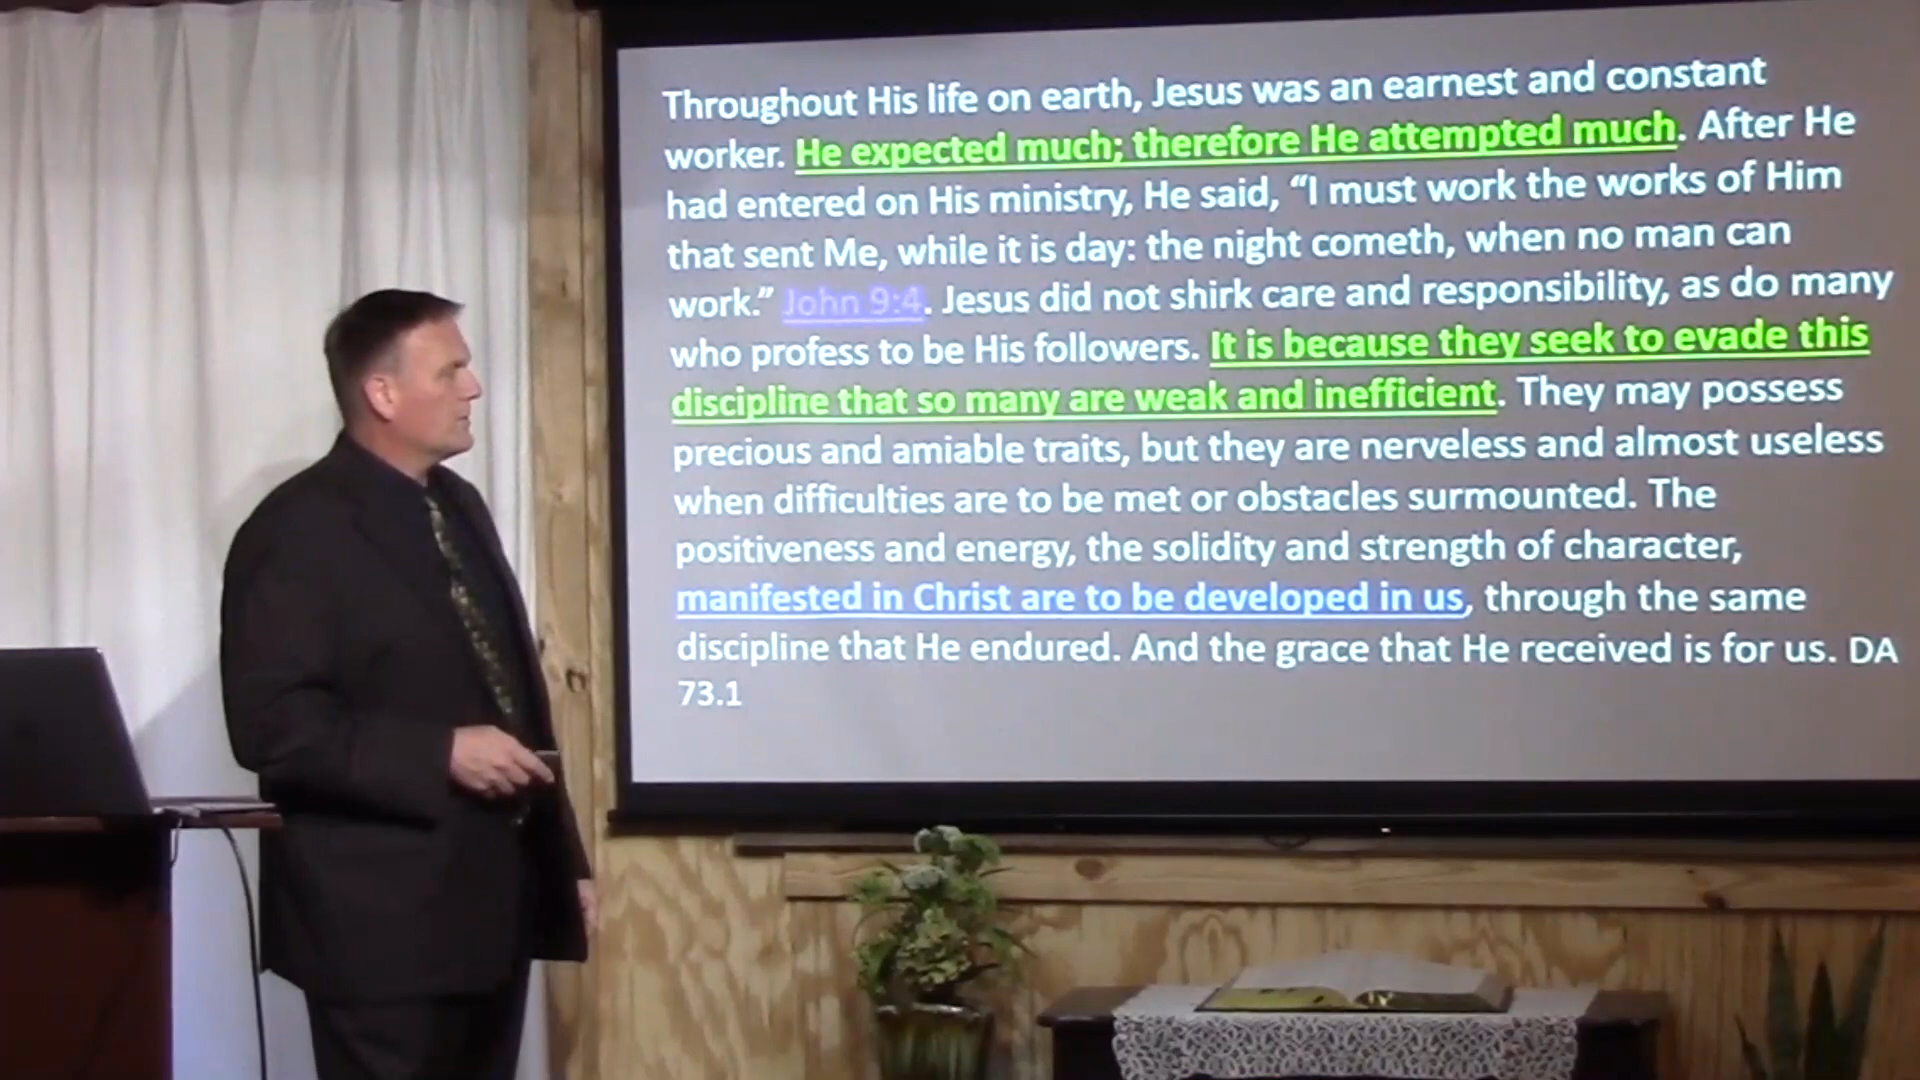 Throughout His life on earth, Jesus was an earnest and constant
worker. He expected much; therefore He attempted much. After He
had entered on His ministry, He said, “I must work the works of Him
that sent Me, while it is day: the night cometh, when no man can
work.” John 9:4. Jesus did not shirk care and responsibility, as do many
who profess to be His followers. It is because they seek to evade this
discipline that so many are weak and inefficient. They may possess
precious and amiable traits, but they are nerveless and almost useless
when difficulties are to be met or obstacles surmounted. The
positiveness and energy, the solidity and strength of character,
manifested in Christ are to be developed in us, through the same
discipline that He endured. And the grace that He received is for us. DA
73.1